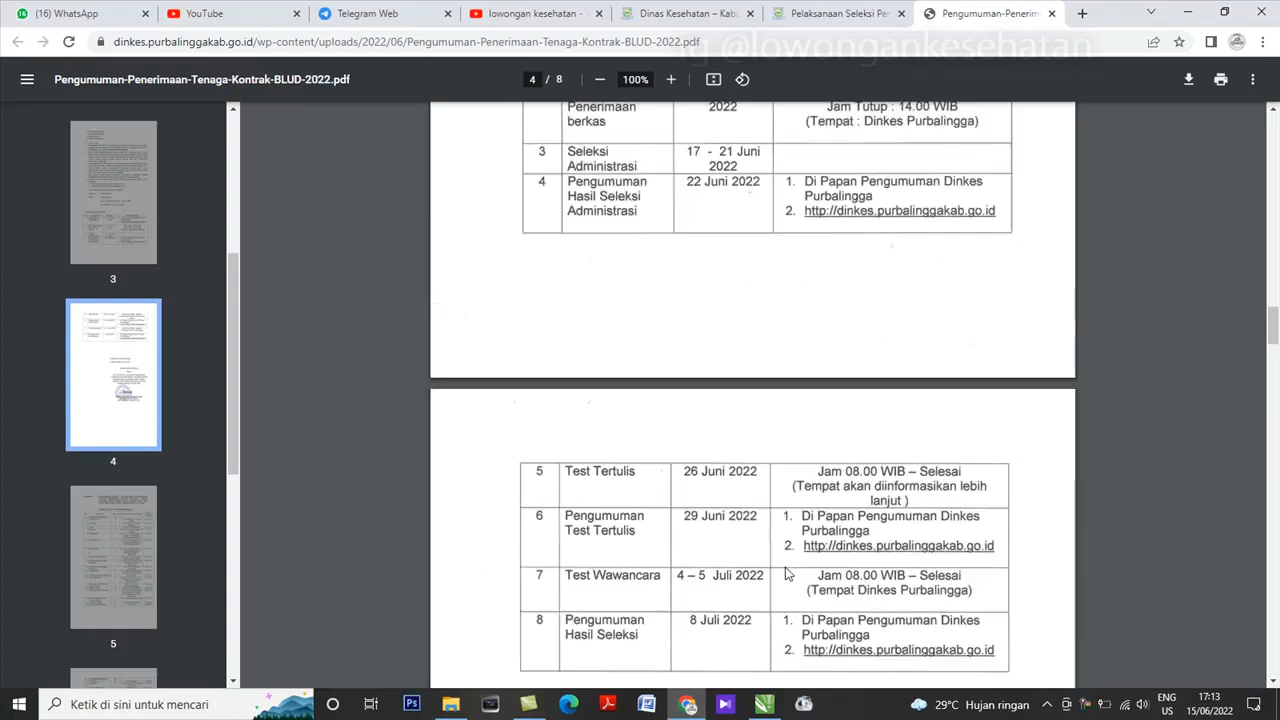 (16) WhatsApp
YouTube
Telegram Web
lowongan kesehatan -
Dinas Kesehatan – Kabu
Pelaksanaan Seleksi Pen
Pengumuman-Penerim
dinkes.purbalinggakab.go.id/wp-content/uploads/2022/06/Pengumuman-Penerimaan-Tenaga-Kontrak-BLUD-2022.pdf
ig @lowongankesehatan
Pengumuman-Penerimaan-Tenaga-Kontrak-BLUD-2022.pdf
4 / 8
100%
3
4
5
Penerimaan berkas
2022
Jam Tutup : 14.00 WIB
(Tempat : Dinkes Purbalingga)
3
Seleksi
Administrasi
17 - 21 Juni
2022
4
Pengumuman
Hasil Seleksi
Administrasi
22 Juni 2022
1. Di Papan Pengumuman Dinkes
Purbalingga
2. http://dinkes.purbalinggakab.go.id
5
Test Tertulis
26 Juni 2022
Jam 08.00 WIB – Selesai
(Tempat akan diinformasikan lebih
lanjut )
6
Pengumuman
Test Tertulis
29 Juni 2022
1. Di Papan Pengumuman Dinkes
Purbalingga
2. http://dinkes.purbalinggakab.go.id
7
Test Wawancara
4 – 5 Juli 2022
Jam 08.00 WIB – Selesai
(Tempat Dinkes Purbalingga)
8
Pengumuman
Hasil Seleksi
8 Juli 2022
1. Di Papan Pengumuman Dinkes
Purbalingga
2. http://dinkes.purbalinggakab.go.id
Ketik di sini untuk mencari
29°C Hujan ringan
ENG
US
17:13
15/06/2022